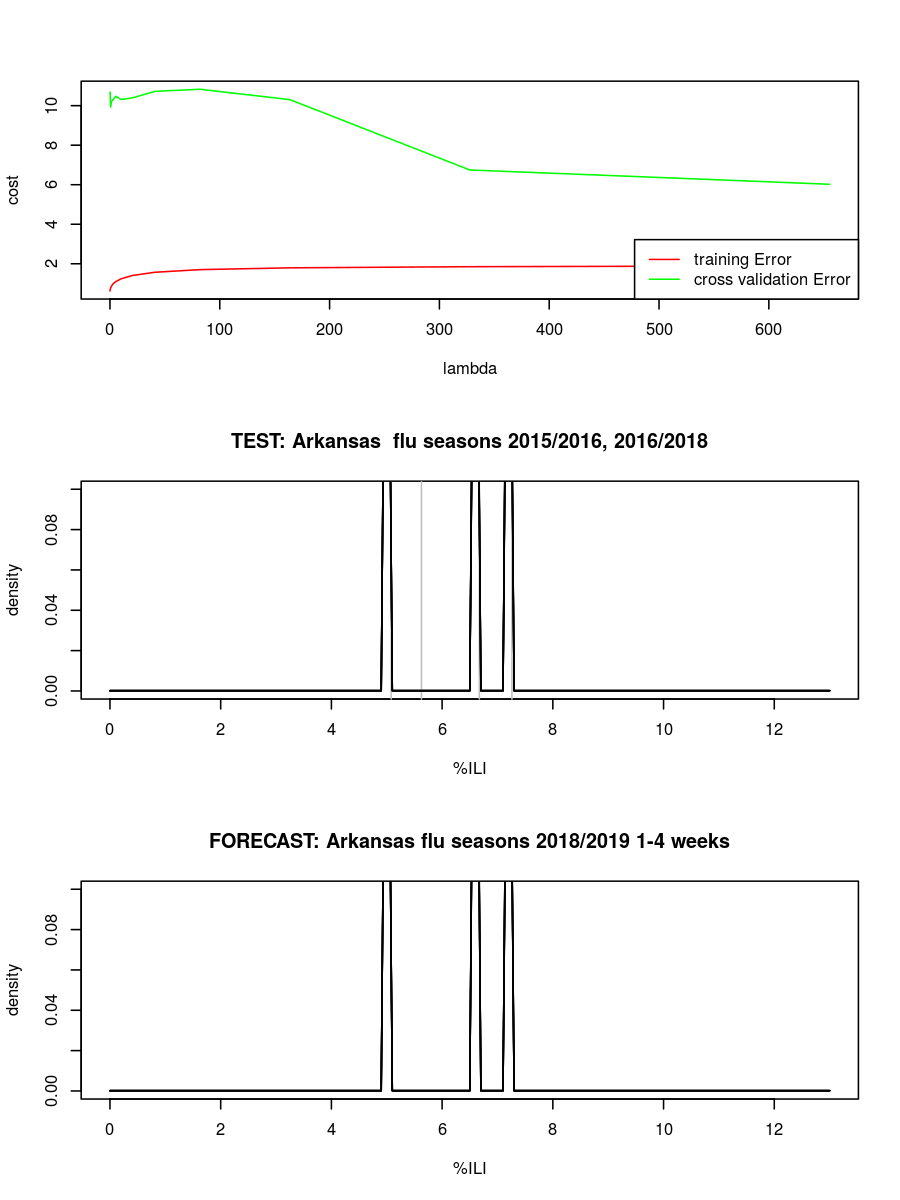 10
8
6
4
2
cost
training Error
cross validation Error
0 100 200 300 400 500 600
lambda
TEST: Arkansas  flu seasons 2015/2016, 2016/2018
0.08
0.04
0.00
density
0 2 4 6 8 10 12
%ILI
FORECAST: Arkansas flu seasons 2018/2019 1-4 weeks
0.08
0.04
0.00
density
0 2 4 6 8 10 12
%ILI